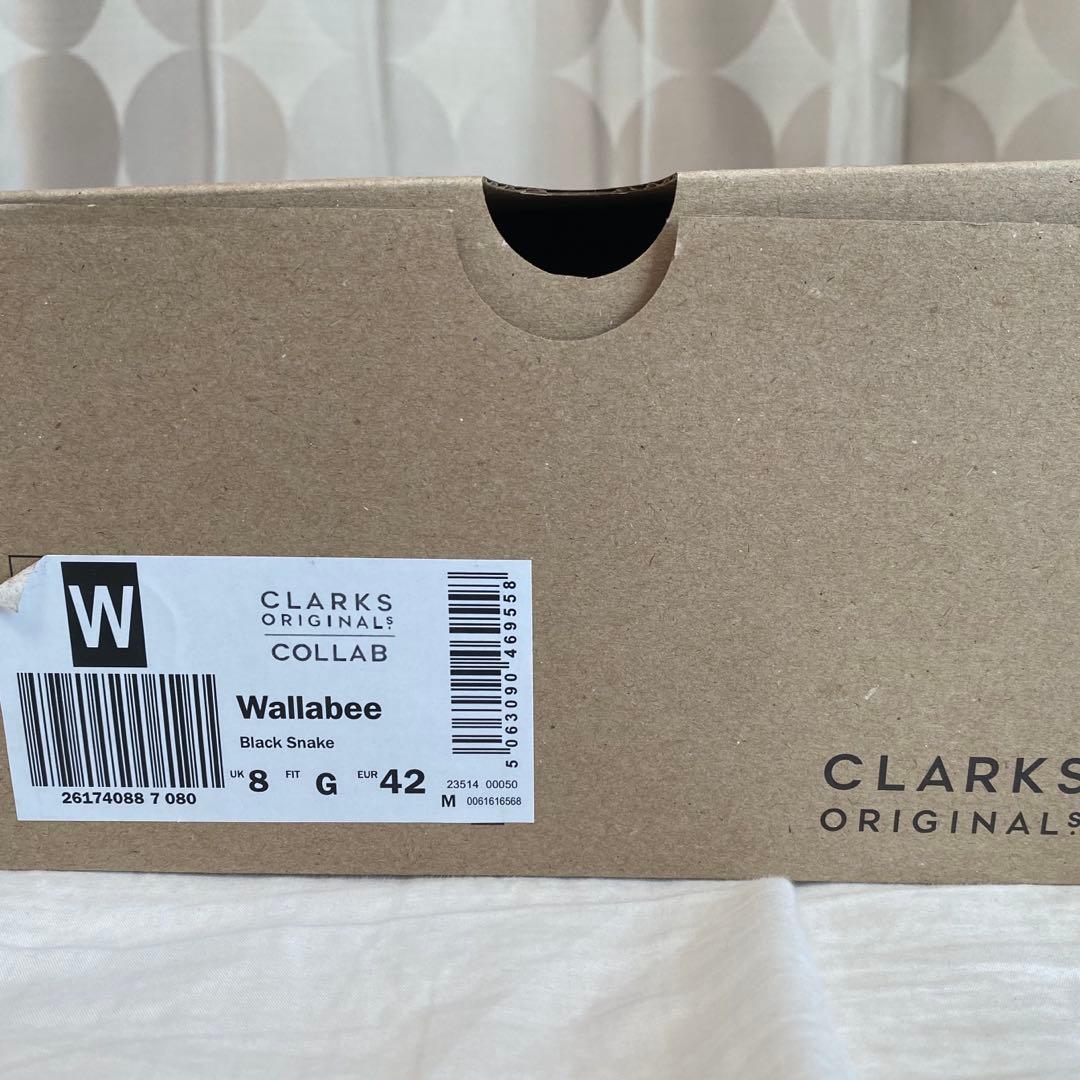 W
CLARKS
ORIGINALS.
COLLAB
Wallabee
Black Snake
UK 8 FIT G EUR 42
26174088 7 080
5 063090 469558
23514 00050
M 0061616568
CLARKS
ORIGINALS.